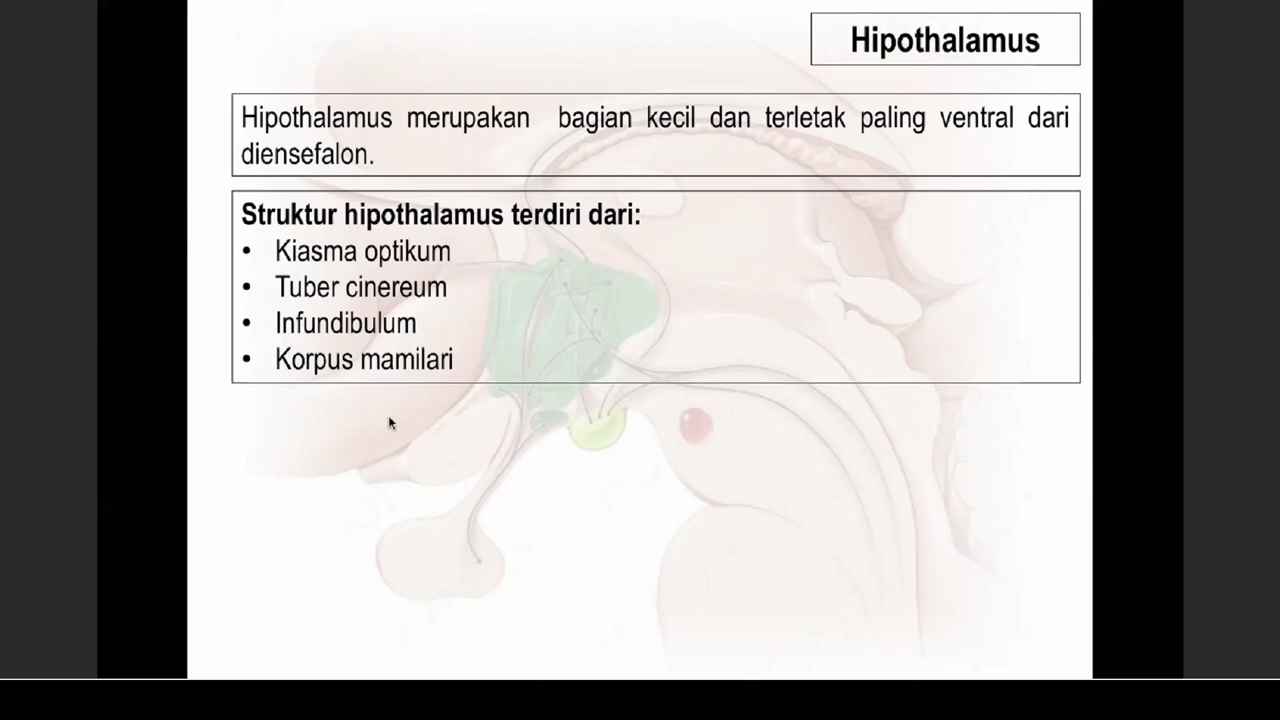 Hipothalamus
Hipothalamus merupakan bagian kecil dan terletak paling ventral dari
diensefalon.
Struktur hipothalamus terdiri dari:
• Kiasma optikum
• Tuber cinereum
• Infundibulum
• Korpus mamilari